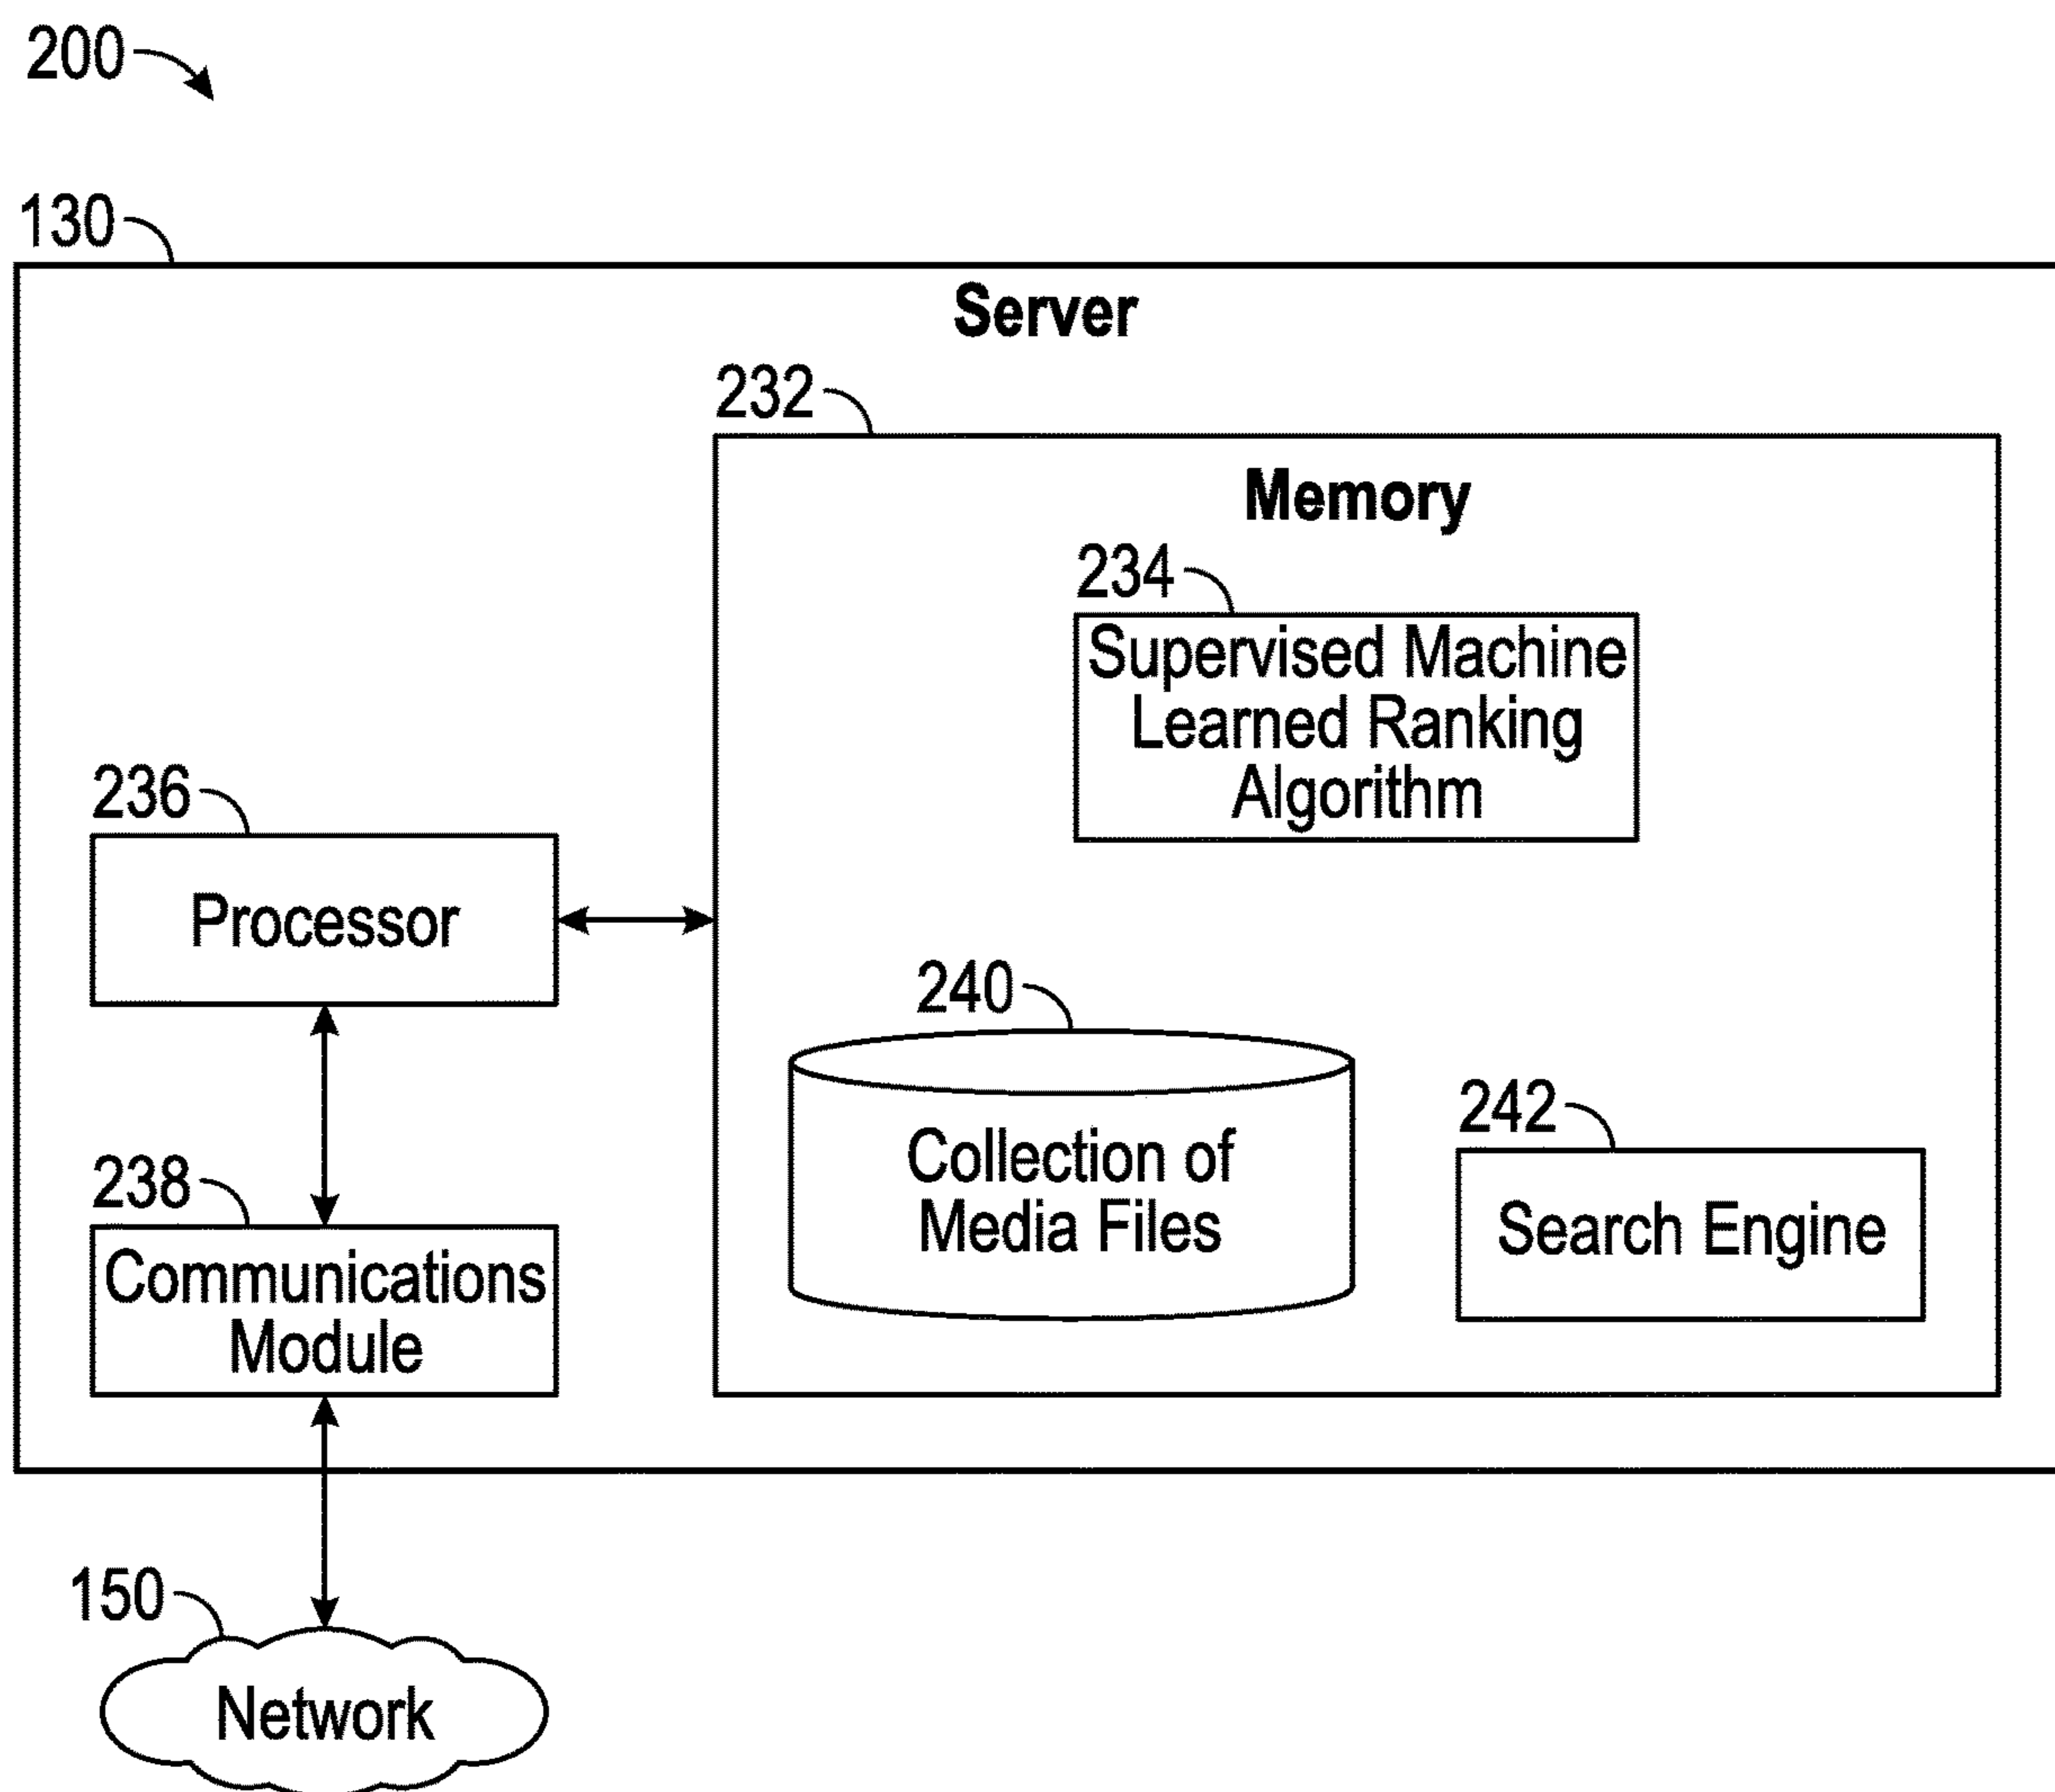 200
130
Server
232
Memory
234
Supervised Machine
Learned Ranking
Algorithm
236
Processor
240
Collection of
Media Files
242
Search Engine
238
Communications
Module
150
Network